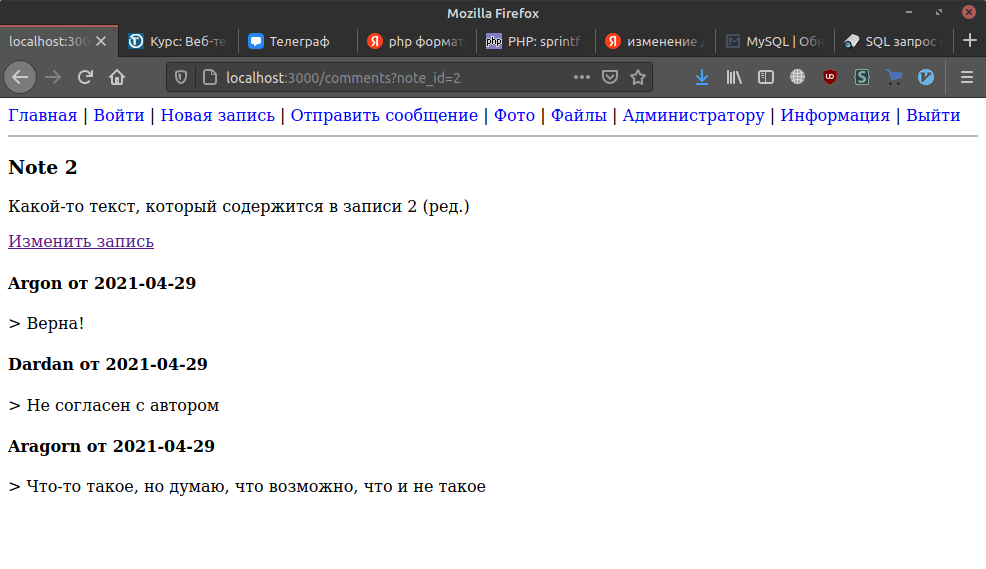 Mozilla Firefox
localhost:300 Курс: Веб-те Телеграф php формат PHP: sprintf изменение MySQL | Обн SQL запрос
localhost:3000/comments?note_id=2
Главная | Войти | Новая запись | Отправить сообщение | Фото | Файлы | Администратору | Информация | Выйти
Note 2
Какой-то текст, который содержится в записи 2 (ред.)
Изменить запись
Argon от 2021-04-29
> Верна!
Dardan от 2021-04-29
> Не согласен с автором
Aragorn от 2021-04-29
> Что-то такое, но думаю, что возможно, что и не такое